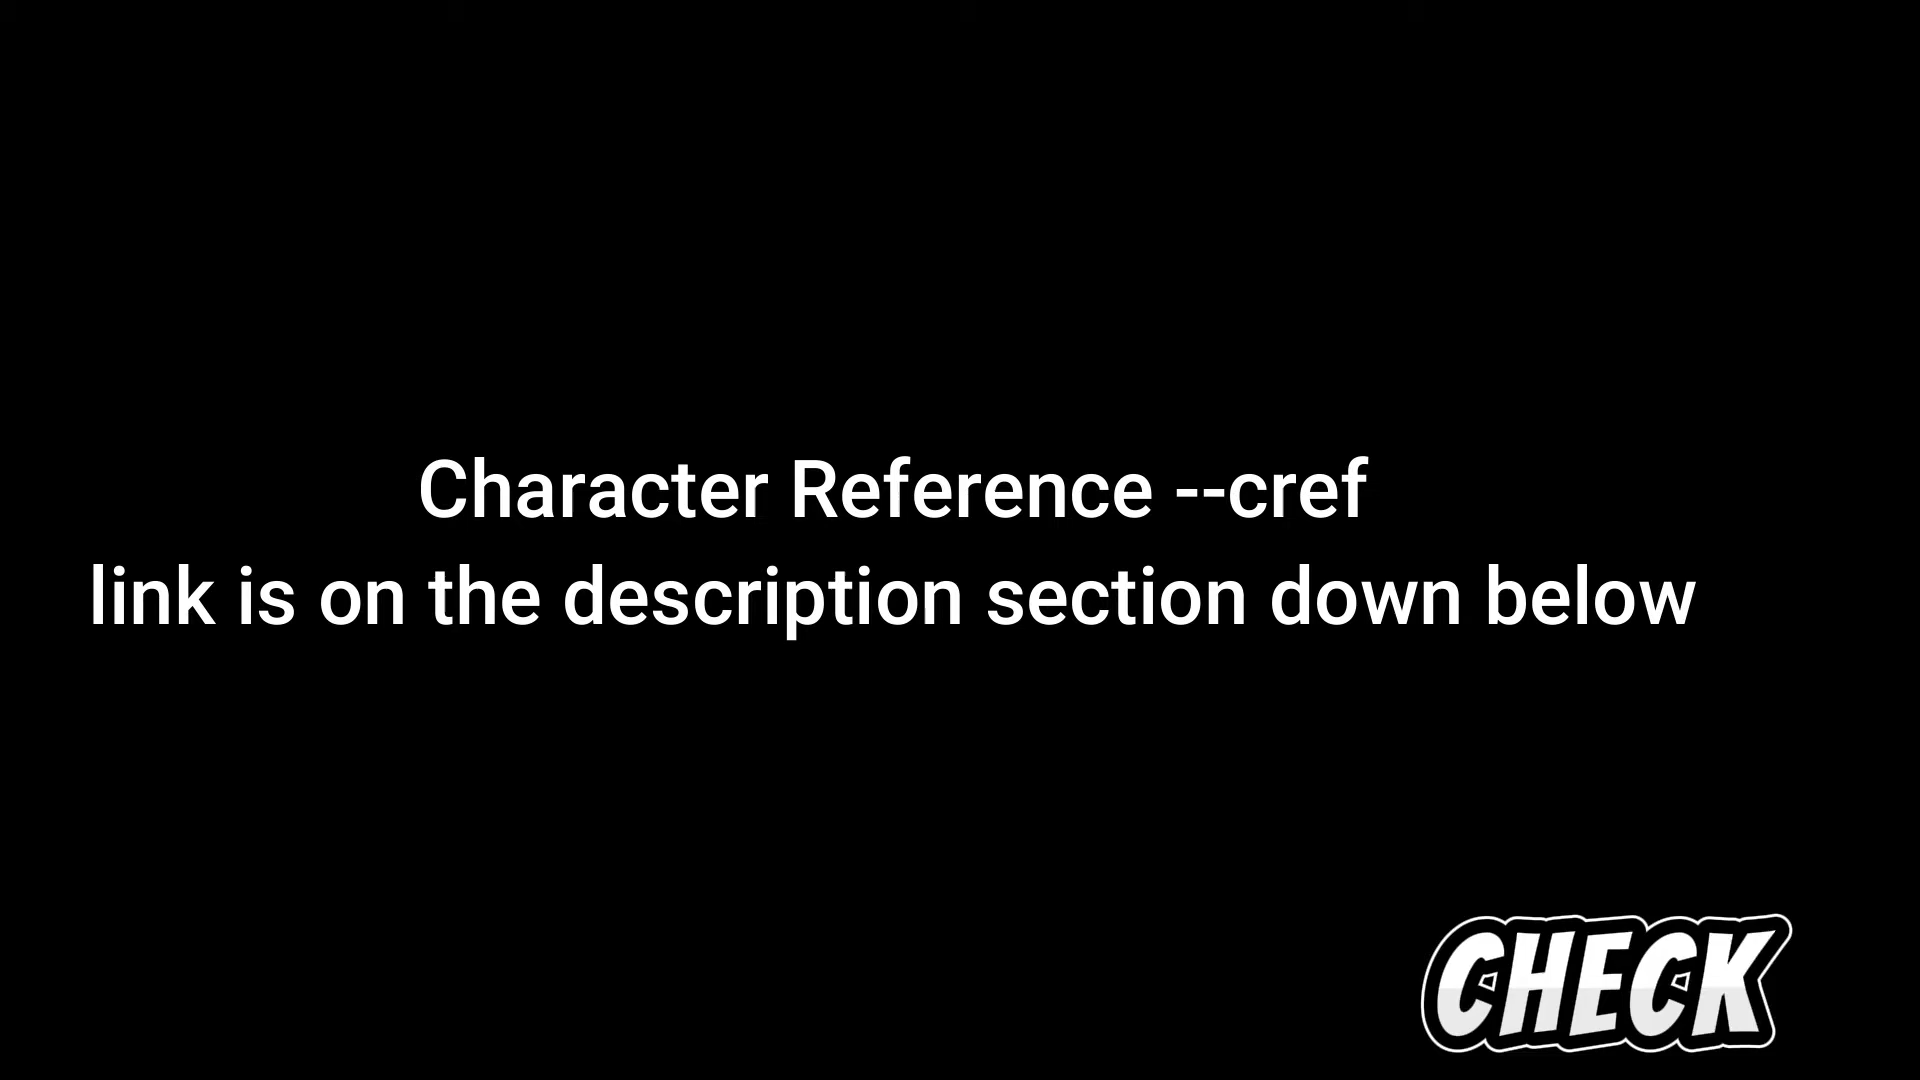 Character Reference --cref
link is on the description section down below
CHECK